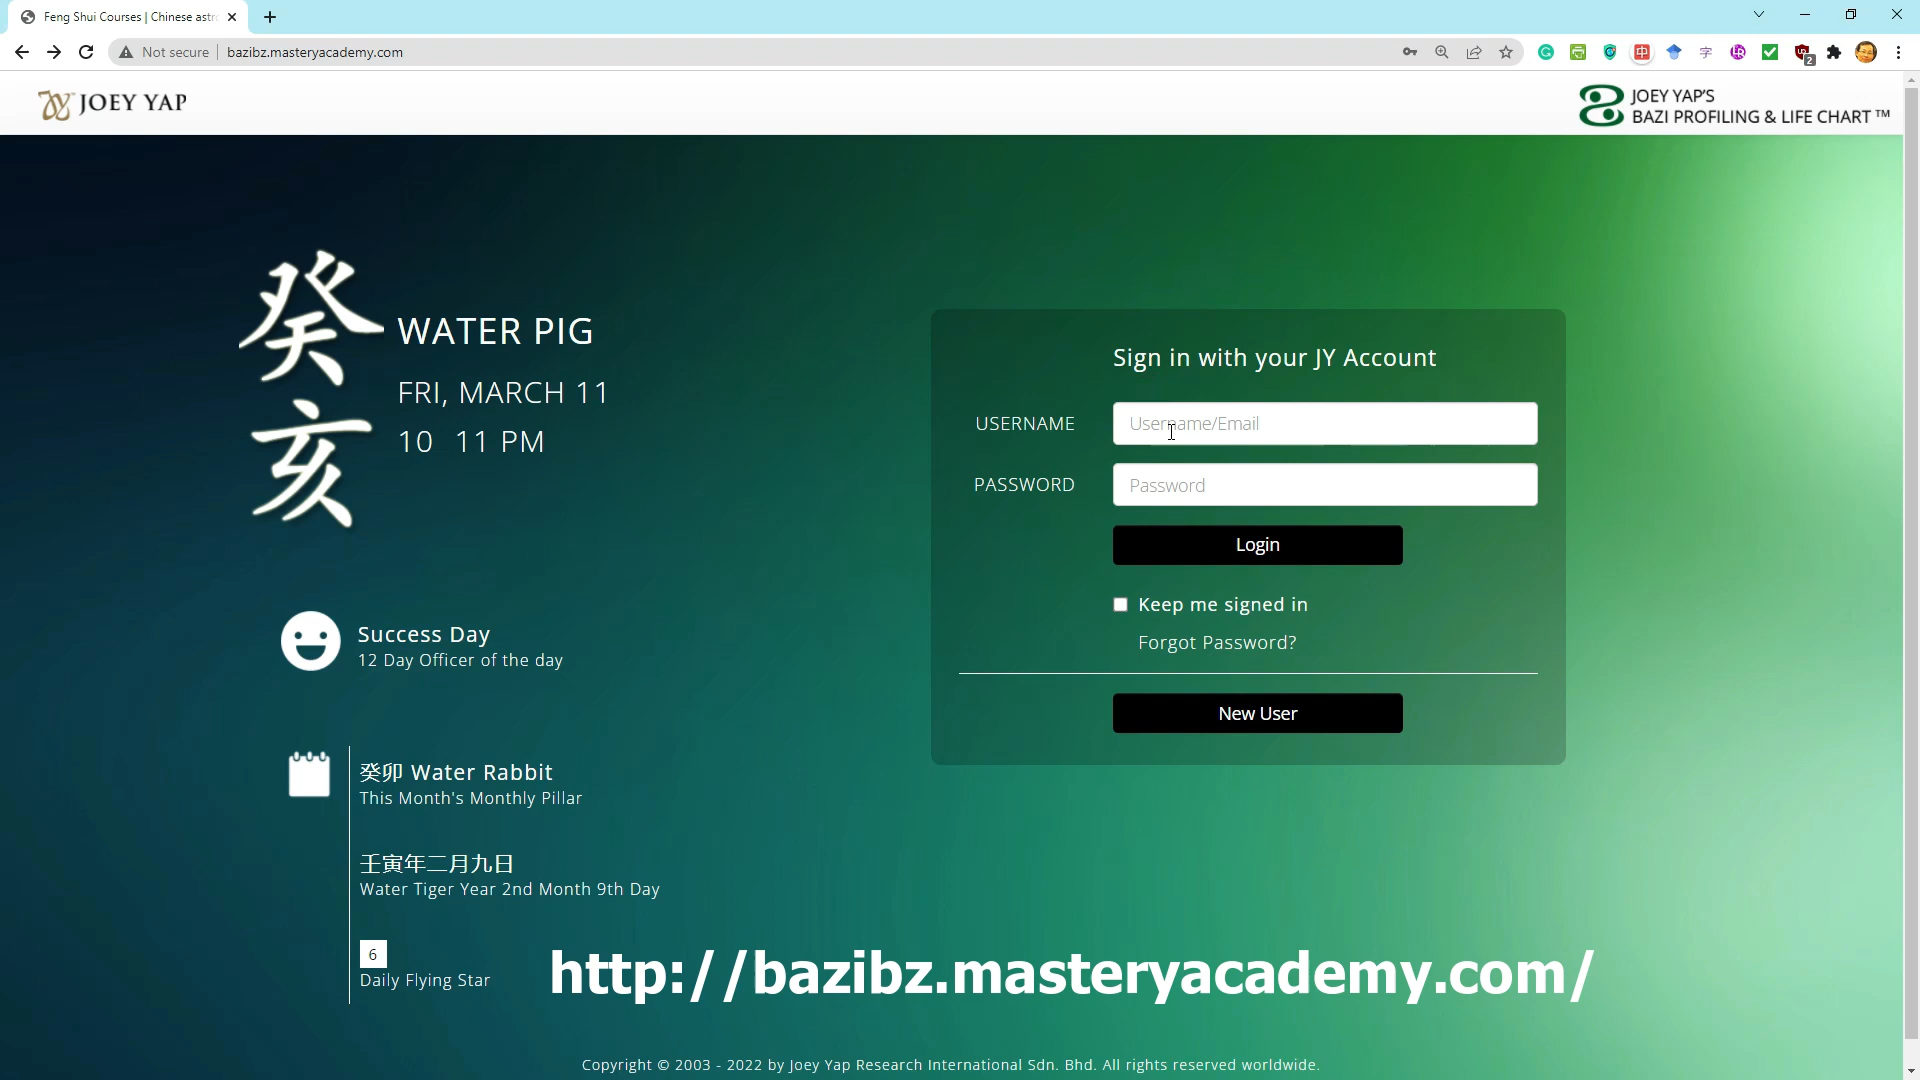 Feng Shui Courses | Chinese astr
Not secure
bazibz.masteryacademy.com
JOEY YAP
JOEY YAP'S
BAZI PROFILING & LIFE CHART ™
癸
亥
WATER PIG
FRI, MARCH 11
10 11 PM
Success Day
12 Day Officer of the day
癸卯 Water Rabbit
This Month's Monthly Pillar
壬寅年二月九日
Water Tiger Year 2nd Month 9th Day
6
Daily Flying Star
Sign in with your JY Account
USERNAME
Username/Email
PASSWORD
Password
Login
Keep me signed in
Forgot Password?
New User
http://bazibz.masteryacademy.com/
Copyright © 2003 - 2022 by Joey Yap Research International Sdn. Bhd. All rights reserved worldwide.